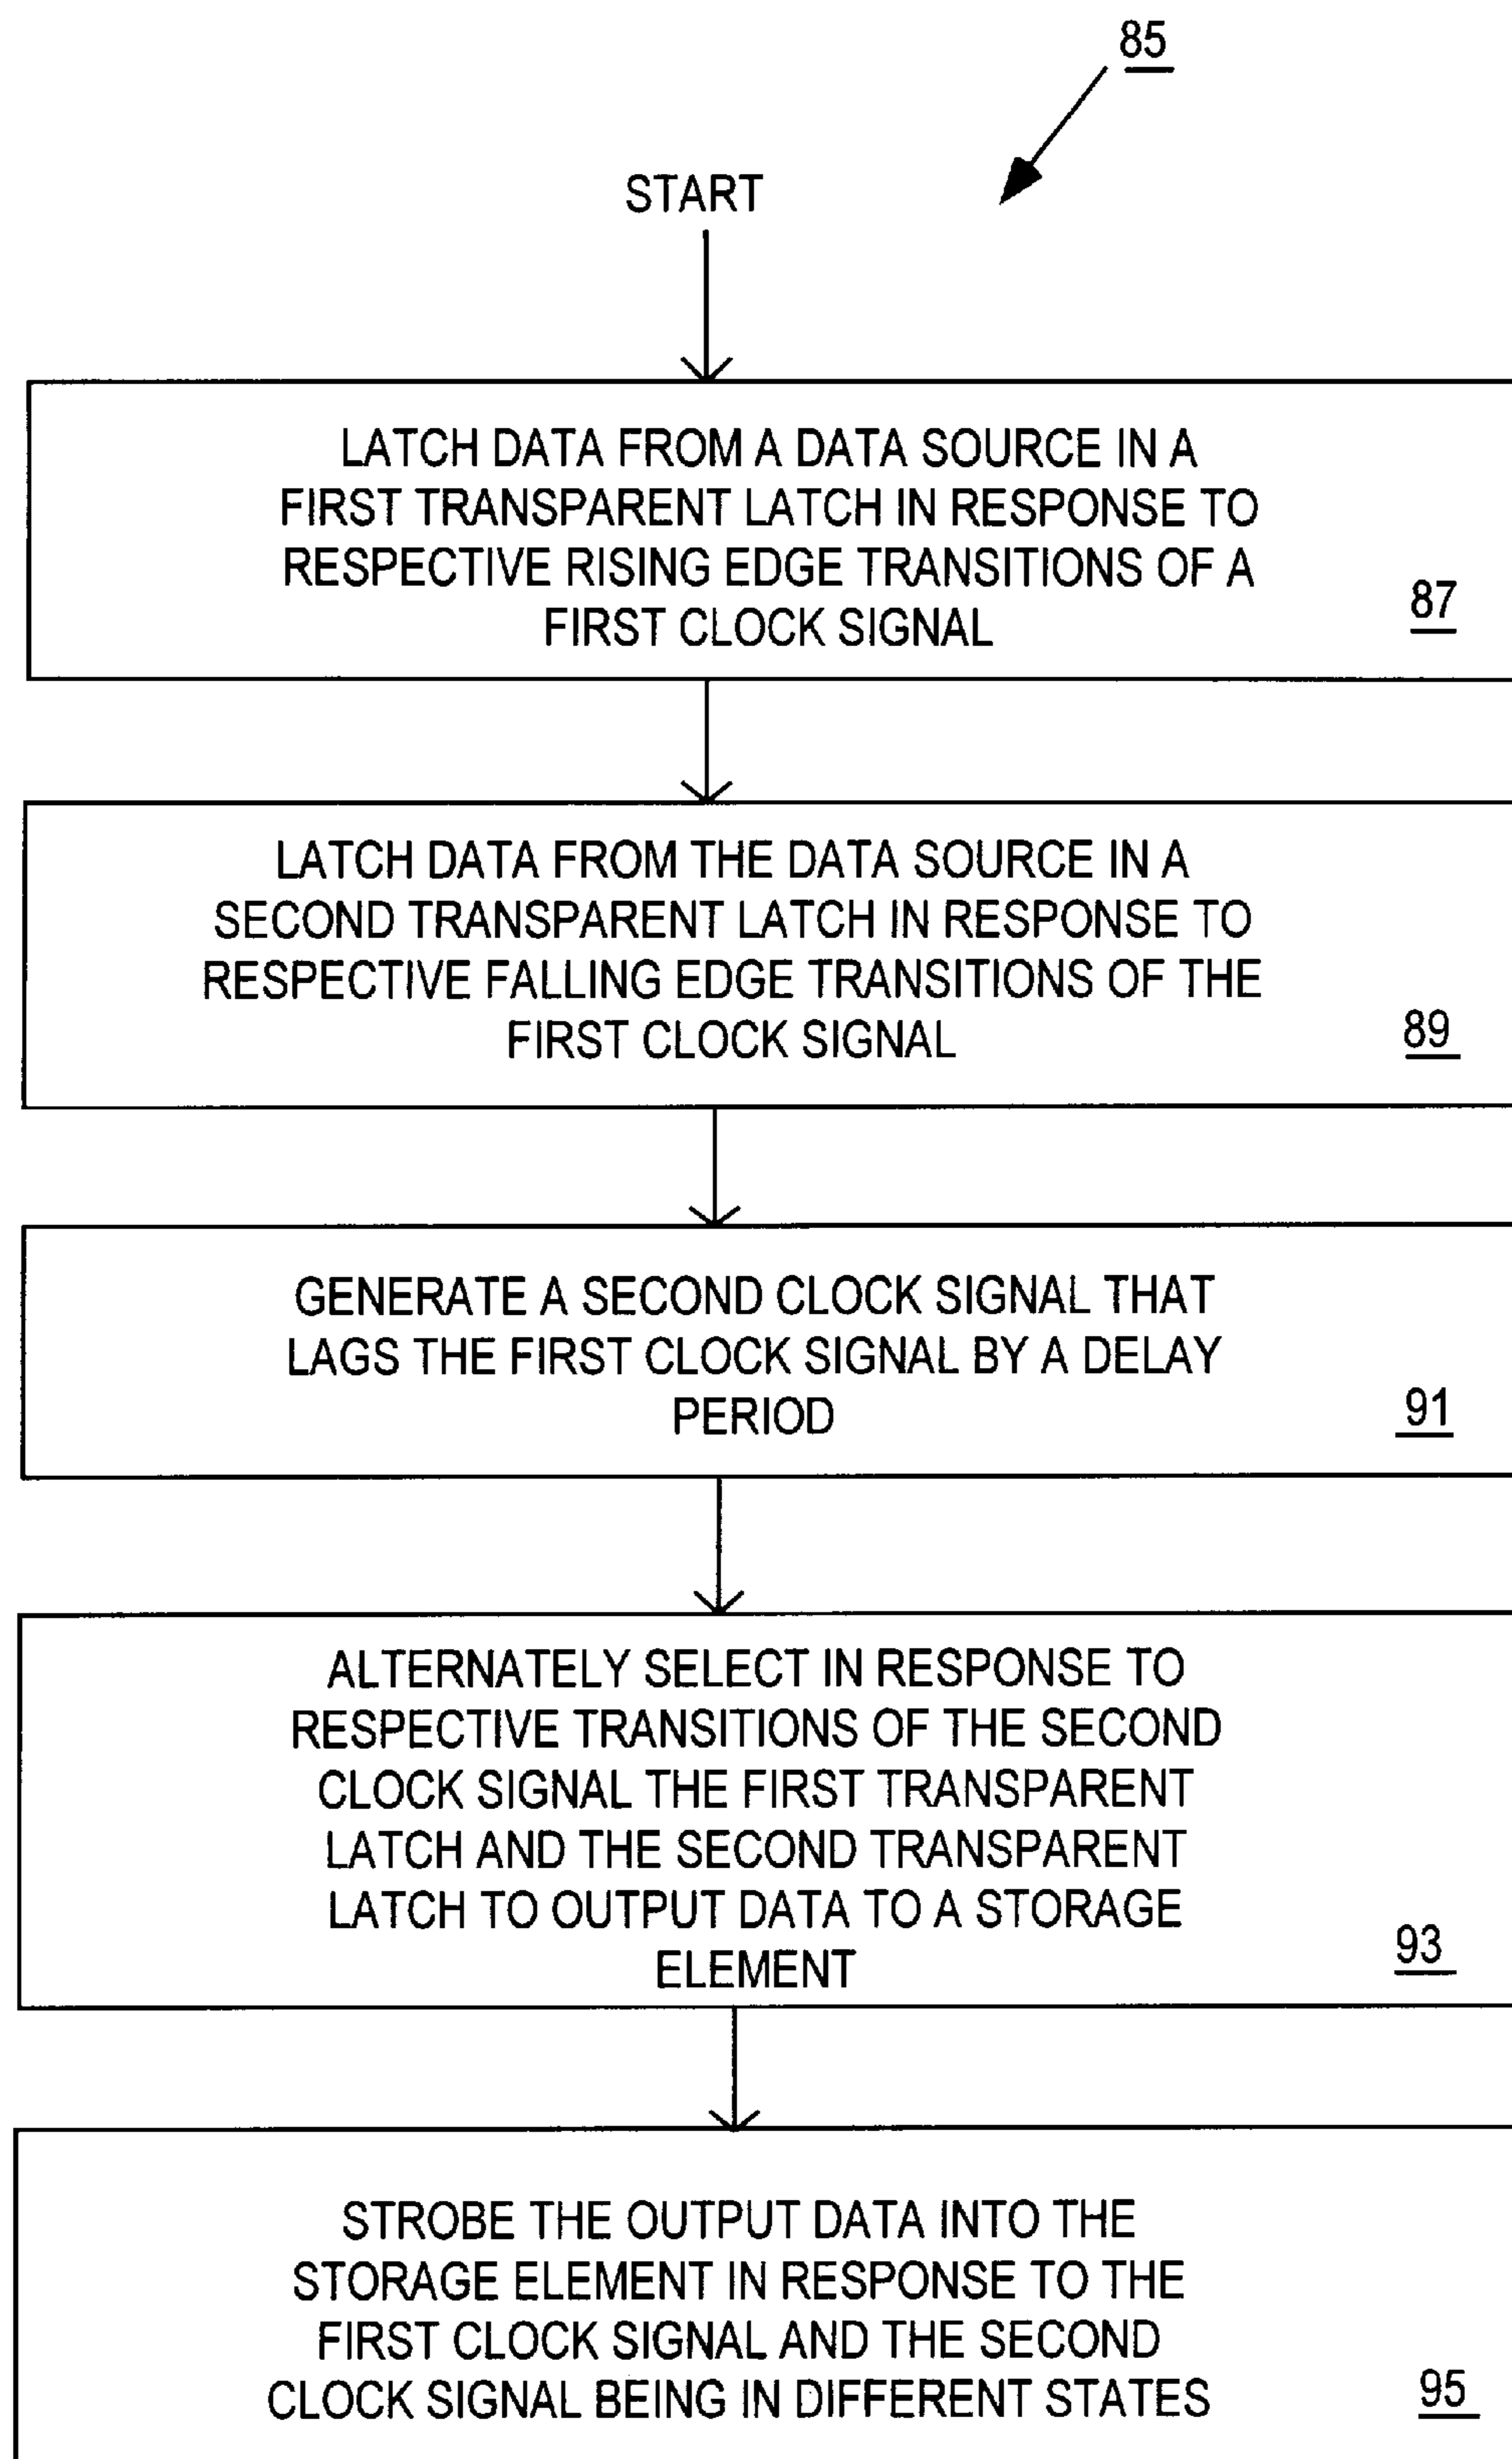 85
START
LATCH DATA FROM A DATA SOURCE IN A
FIRST TRANSPARENT LATCH IN RESPONSE TO
RESPECTIVE RISING EDGE TRANSITIONS OF A
FIRST CLOCK SIGNAL
87
LATCH DATA FROM THE DATA SOURCE IN A
SECOND TRANSPARENT LATCH IN RESPONSE TO
RESPECTIVE FALLING EDGE TRANSITIONS OF THE
FIRST CLOCK SIGNAL
89
GENERATE A SECOND CLOCK SIGNAL THAT
LAGS THE FIRST CLOCK SIGNAL BY A DELAY
PERIOD
91
ALTERNATELY SELECT IN RESPONSE TO
RESPECTIVE TRANSITIONS OF THE SECOND
CLOCK SIGNAL THE FIRST TRANSPARENT
LATCH AND THE SECOND TRANSPARENT
LATCH TO OUTPUT DATA TO A STORAGE
ELEMENT
93
STROBE THE OUTPUT DATA INTO THE
STORAGE ELEMENT IN RESPONSE TO THE
FIRST CLOCK SIGNAL AND THE SECOND
CLOCK SIGNAL BEING IN DIFFERENT STATES
95